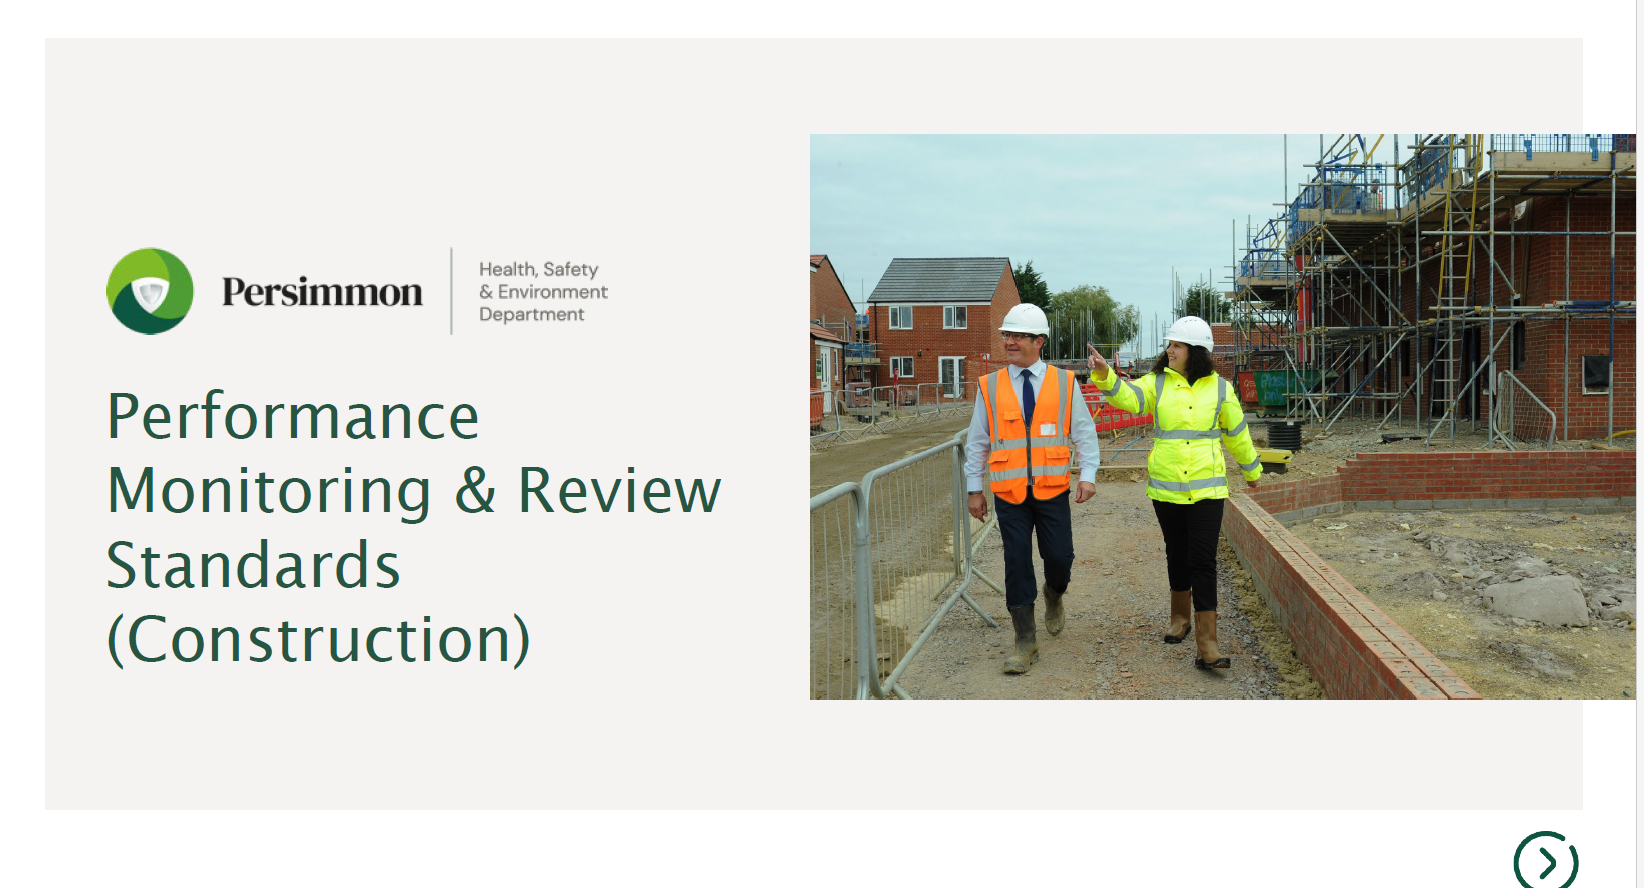 Persimmon
Health, Safety
& Environment
Department
Performance
Monitoring & Review
Standards
(Construction)